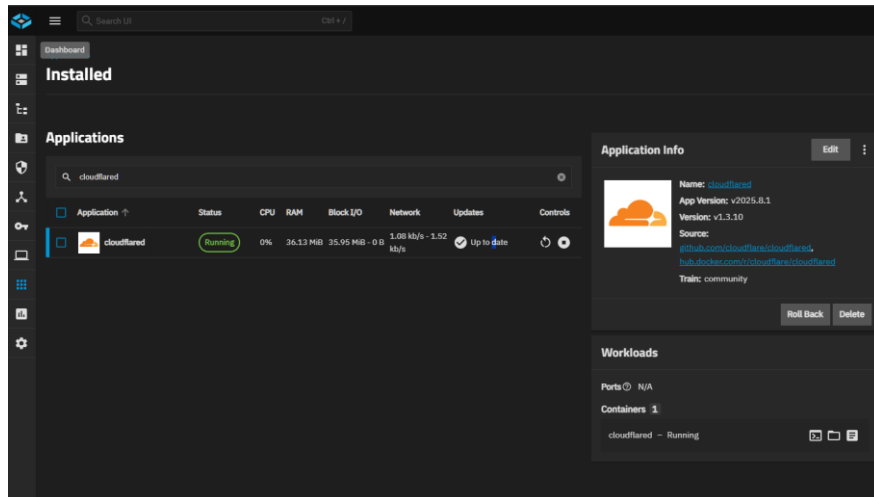 Search UI
Ctrl + /
Dashboard
Installed
Applications
cloudflared
Application
Status
CPU
RAM
Block I/O
Network
Updates
Controls
cloudflared
Running
0%
36.13 MiB
35.95 MiB - 0 B
1.08 kb/s - 1.52
kb/s
Up to date
Application Info
Edit
Name: cloudflared
App Version: v2025.8.1
Version: v1.3.10
Source:
github.com/cloudflare/cloudflared,
hub.docker.com/r/cloudflare/cloudflared
Train: community
Roll Back
Delete
Workloads
Ports N/A
Containers 1
cloudflared – Running